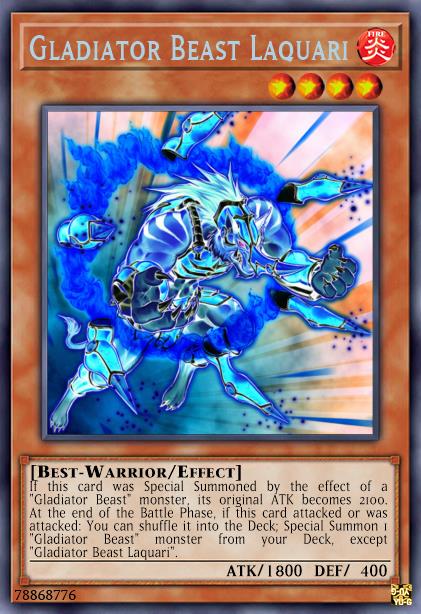 GLADIATOR BEAST LAQUARI
FIRE
炎
[BEST-WARRIOR/EFFECT]
If this card was Special Summoned by the effect of a
"Gladiator Beast" monster, its original ATK becomes 2100.
At the end of the Battle Phase, if this card attacked or was
attacked: You can shuffle it into the Deck; Special Summon 1
"Gladiator Beast" monster from your Deck, except
"Gladiator Beast Laquari".
ATK/1800 DEF/ 400
78868776